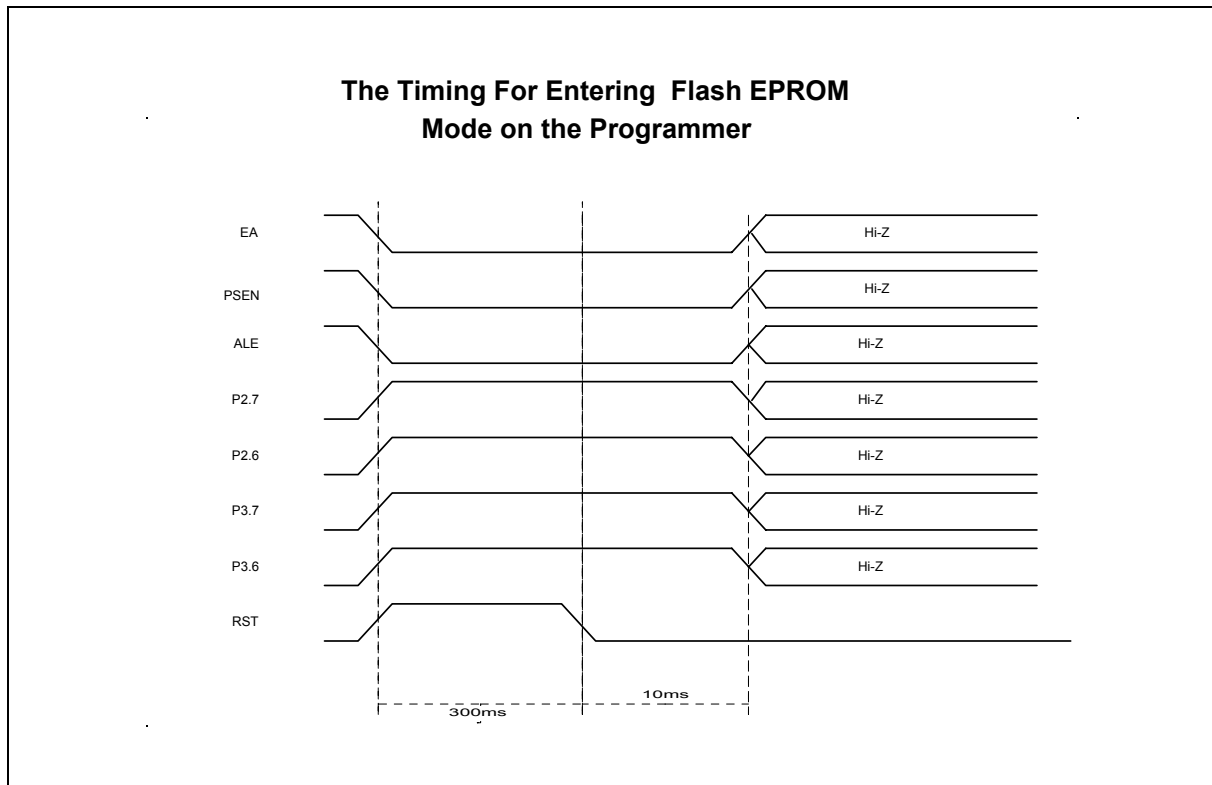 The Timing For Entering Flash EPROM
Mode on the Programmer
EA
Hi-Z
PSEN
Hi-Z
ALE
Hi-Z
P2.7
Hi-Z
P2.6
Hi-Z
P3.7
Hi-Z
P3.6
Hi-Z
RST
10ms
300ms